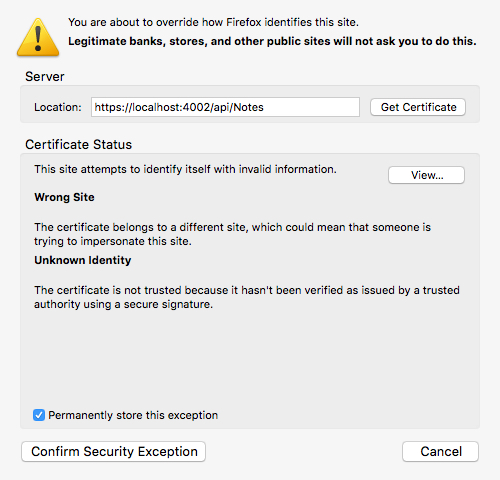 You are about to override how Firefox identifies this site.
Legitimate banks, stores, and other public sites will not ask you to do this.
Server
Location: https://localhost:4002/api/Notes Get Certificate
Certificate Status
This site attempts to identify itself with invalid information.
View...
Wrong Site
The certificate belongs to a different site, which could mean that someone is
trying to impersonate this site.
Unknown Identity
The certificate is not trusted because it hasn't been verified as issued by a trusted
authority using a secure signature.
Permanently store this exception
Confirm Security Exception Cancel